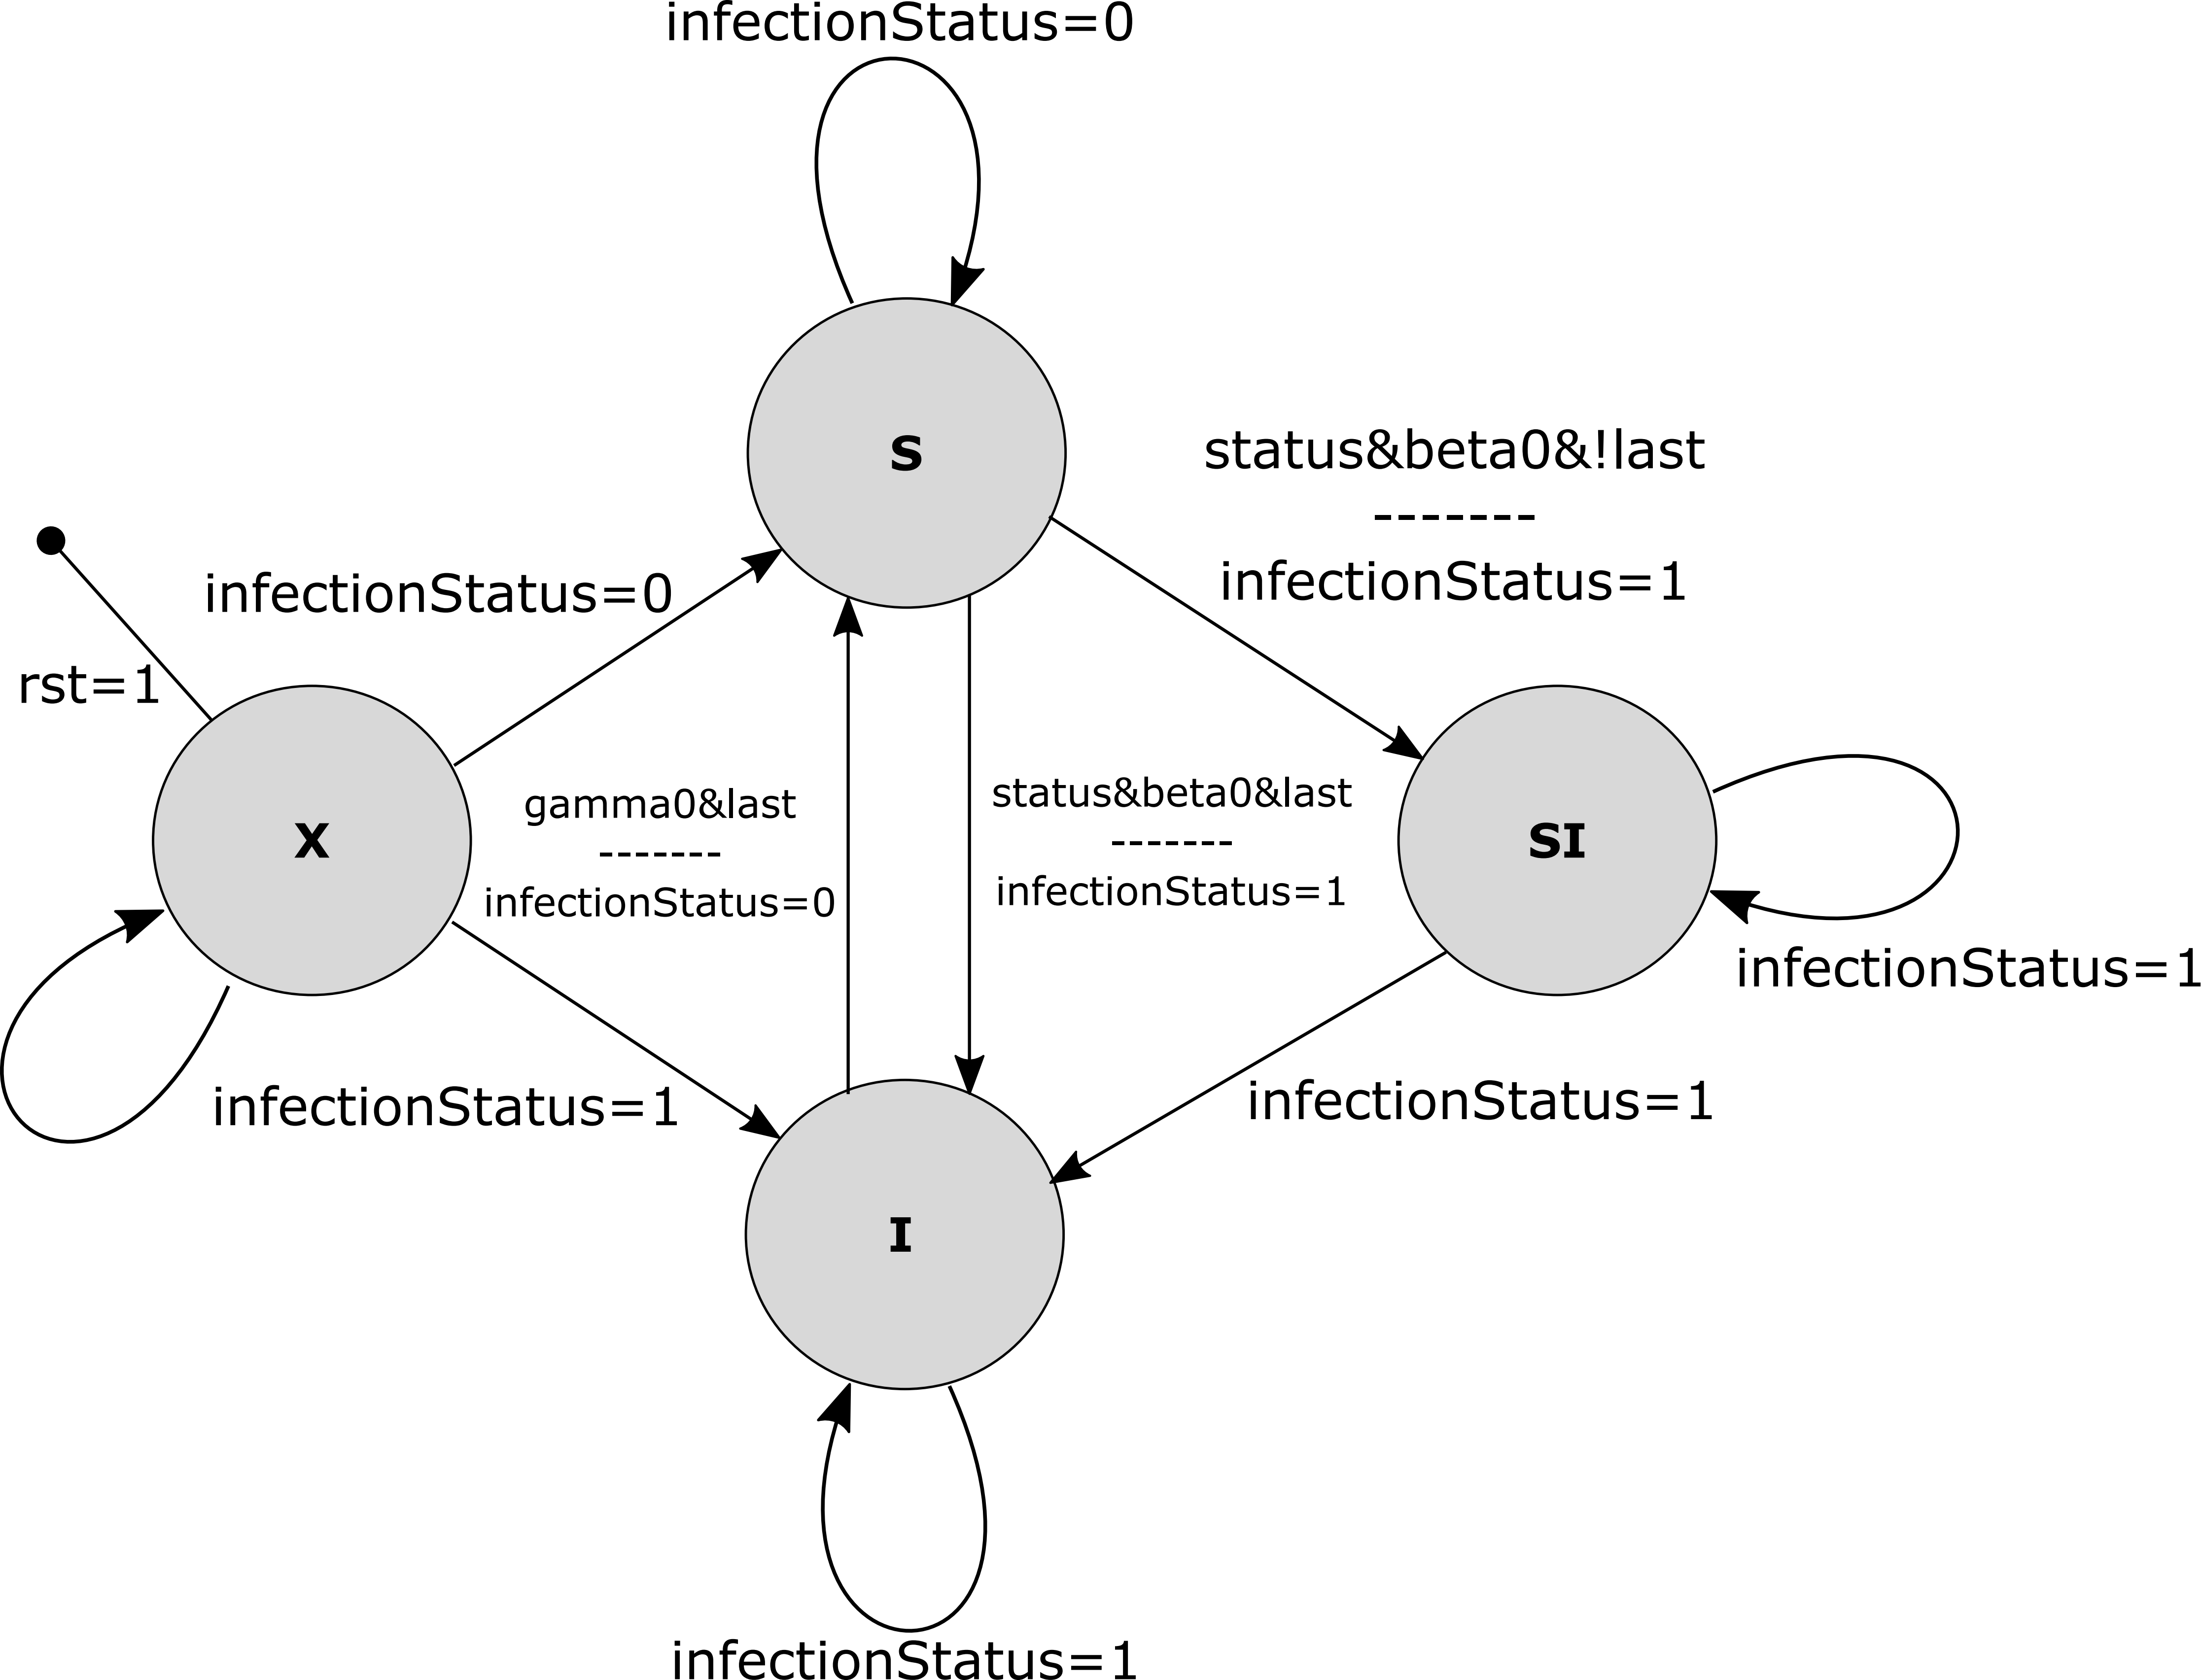 infectionStatus=0
S
status&beta0&!last
-------
infectionStatus=1
infectionStatus=0
rst=1
X
gamma0&last
-------
infectionStatus=0
status&beta0&last
-------
infectionStatus=1
SI
infectionStatus=1
infectionStatus=1
infectionStatus=1
I
infectionStatus=1